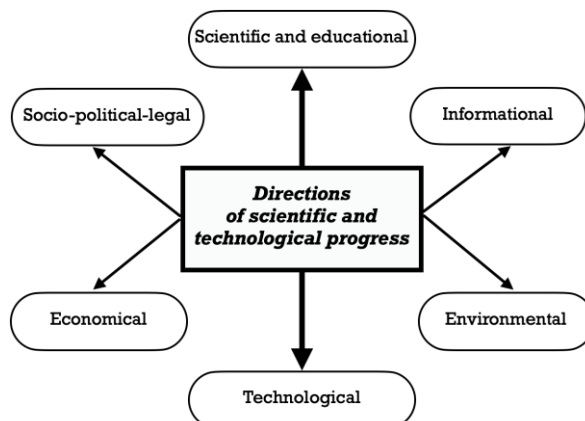 Scientific and educational
Socio-political-legal
Informational
Directions
of scientific and
technological progress
Economical
Environmental
Technological